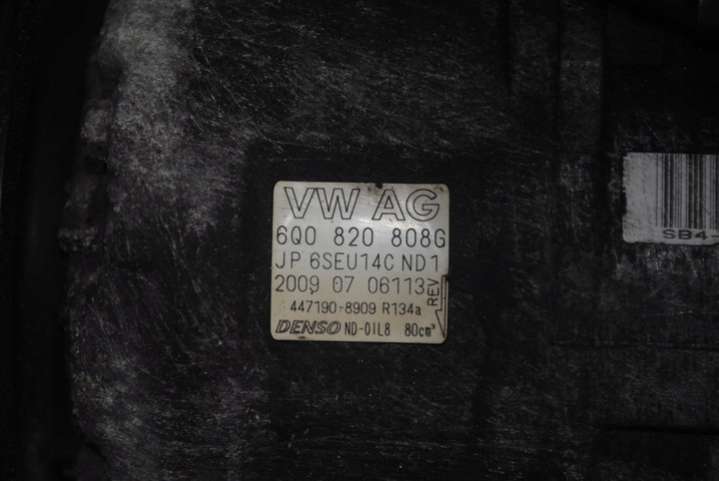 VW AG
6Q0 820 808G
JP 6SEU14C ND1
2009 07 06113
REV
447190-8909 R134a
DENSO ND-OIL8 80cm³
SB4-